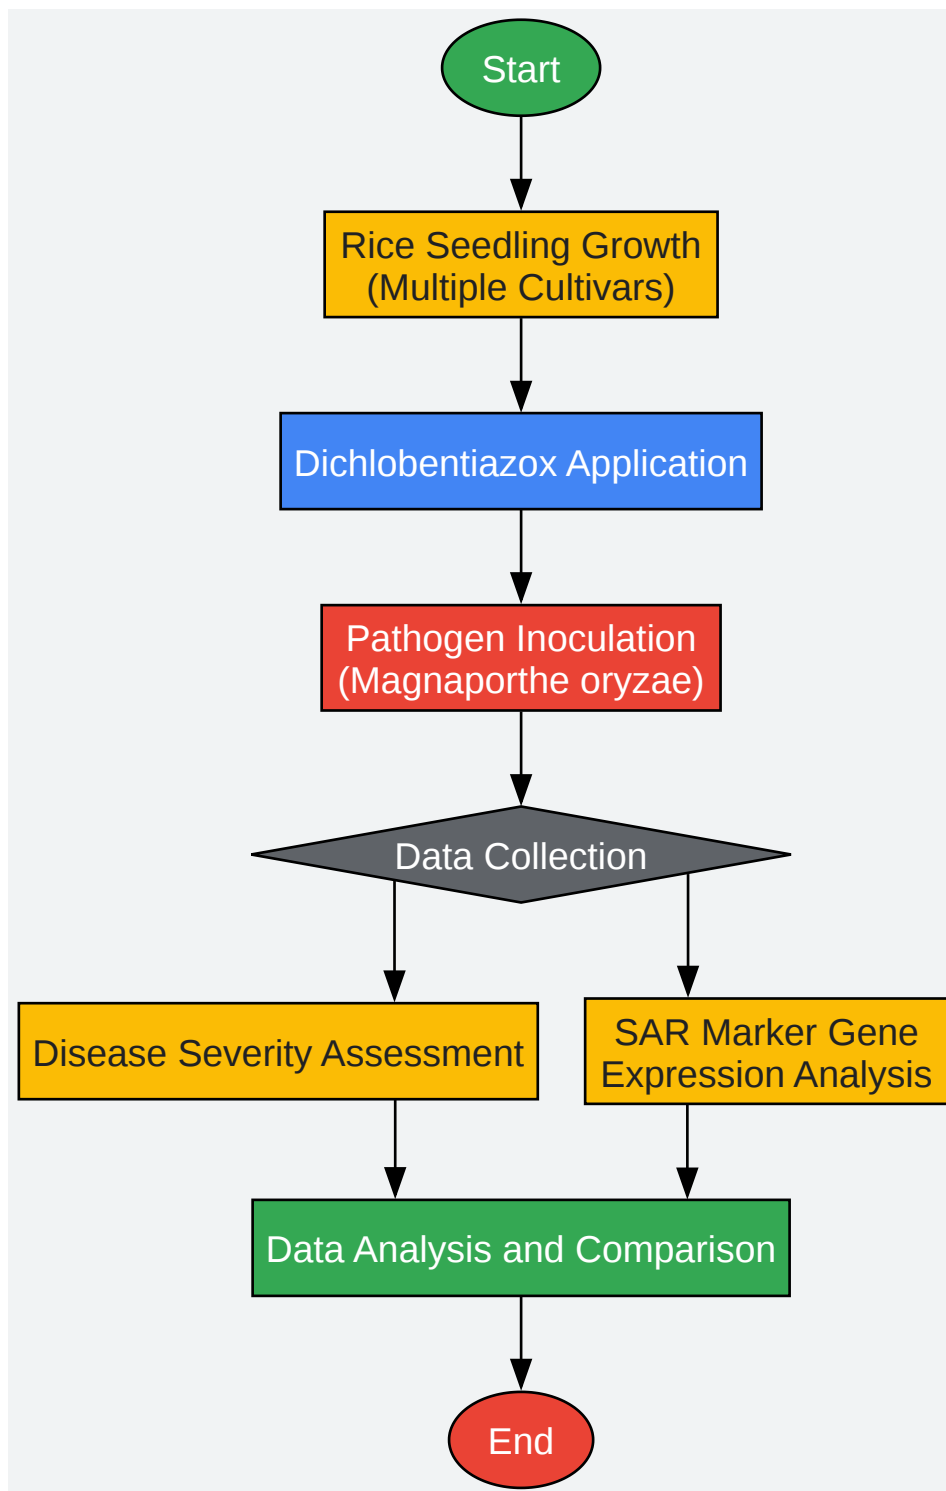 Start
Rice Seedling Growth
(Multiple Cultivars)
Dichlobentiazox Application
Pathogen Inoculation
(Magnaporthe oryzae)
Data Collection
Disease Severity Assessment
SAR Marker Gene
Expression Analysis
Data Analysis and Comparison
End